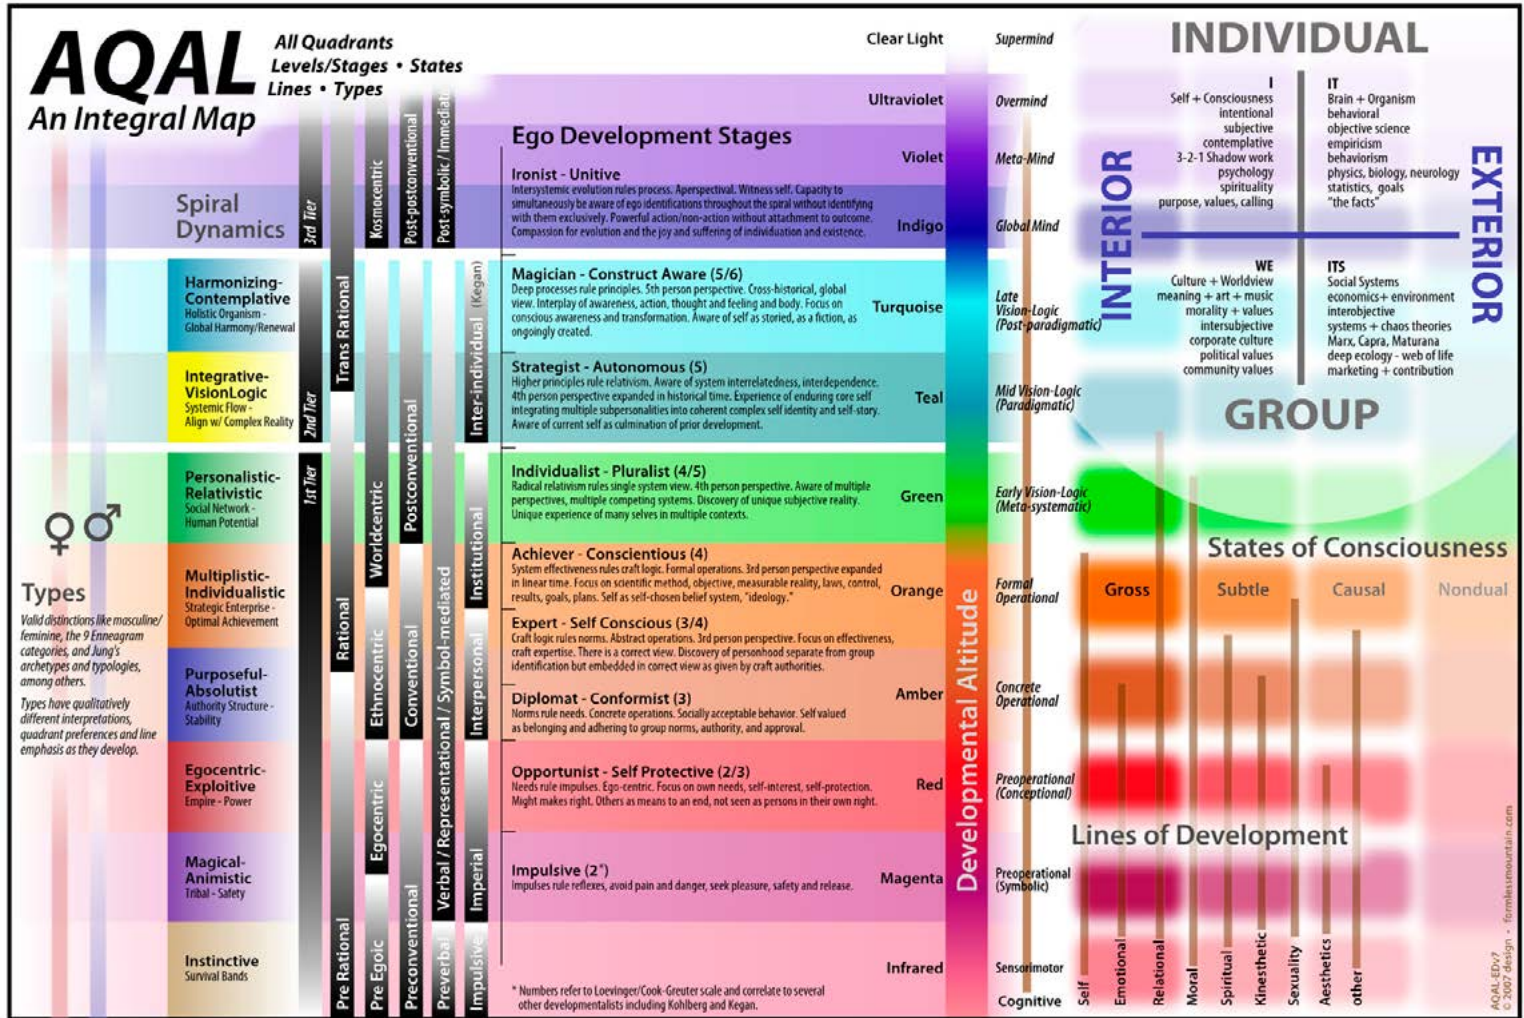 AQAL
An Integral Map
All Quadrants
Levels/Stages • States
Lines • Types
Spiral
Dynamics
Harmonizing-
Contemplative
Holistic Organism -
Global Harmony/Renewal
Integrative-
VisionLogic
Systemic Flow -
Align w/ Complex Reality
Personalistic-
Relativistic
Social Network -
Human Potential
Multiplistic-
Individualistic
Strategic Enterprise -
Optimal Achievement
Purposeful-
Absolutist
Authority Structure -
Stability
Egocentric-
Exploitive
Empire - Power
Magical-
Animistic
Tribal - Safety
Instinctive
Survival Bands
Types
Valid distinctions like masculine/
feminine, the 9 Enneagram
categories, and Jung's
archetypes and typologies,
among others.
Types have qualitatively
different interpretations,
quadrant preferences and line
emphasis as they develop.
3rd Tier
2nd Tier
1st Tier
Trans Rational
Rational
Pre Rational
Kosmocentric
Worldcentric
Ethnocentric
Egocentric
Pre Egoic
Post-postconventional
Postconventional
Conventional
Preconventional
Post-symbolic / Immediate
Verbal / Representational / Symbol-mediated
Preverbal
Inter-individual (Kegan)
Institutional
Interpersonal
Imperial
Impulsive
Ego Development Stages
Ironist - Unitive
Intersystemic evolution rules process. Aperspectival. Witness self. Capacity to
simultaneously be aware of ego identifications throughout the spiral without identifying
with them exclusively. Powerful action/non-action without attachment to outcome.
Compassion for evolution and the joy and suffering of individuation and existence.
Magician - Construct Aware (5/6)
Deep processes rule principles. 5th person perspective. Cross-historical, global
view. Interplay of awareness, action, thought and feeling and body. Focus on
conscious awareness and transformation. Aware of self as storied, as a fiction, as
ongoingly created.
Strategist - Autonomous (5)
Higher principles rule relativism. Aware of system interrelatedness, interdependence.
4th person perspective expanded in historical time. Experience of enduring core self
integrating multiple subpersonalities into coherent complex self identity and self-story.
Aware of current self as culmination of prior development.
Individualist - Pluralist (4/5)
Radical relativism rules single system view. 4th person perspective. Aware of multiple
perspectives, multiple competing systems. Discovery of unique subjective reality.
Unique experience of many selves in multiple contexts.
Achiever - Conscientious (4)
System effectiveness rules craft logic. Formal operations. 3rd person perspective expanded
in linear time. Focus on scientific method, objective, measurable reality, laws, control,
results, goals, plans. Self as self-chosen belief system, "ideology."
Expert - Self Conscious (3/4)
Craft logic rules norms. Abstract operations. 3rd person perspective. Focus on effectiveness,
craft expertise. There is a correct view. Discovery of personhood separate from group
identification but embedded in correct view as given by craft authorities.
Diplomat - Conformist (3)
Norms rule needs. Concrete operations. Socially acceptable behavior. Self valued
as belonging and adhering to group norms, authority, and approval.
Opportunist - Self Protective (2/3)
Needs rule impulses. Ego-centric. Focus on own needs, self-interest, self-protection.
Might makes right. Others as means to an end, not seen as persons in their own right.
Impulsive (2*)
Impulses rule reflexes, avoid pain and danger, seek pleasure, safety and release.
* Numbers refer to Loevinger/Cook-Greuter scale and correlate to several
other developmentalists including Kohlberg and Kegan.
Clear Light
Ultraviolet
Violet
Indigo
Turquoise
Teal
Green
Orange
Amber
Red
Magenta
Infrared
Developmental Altitude
Supermind
Overmind
Meta-Mind
Global Mind
Late
Vision-Logic
(Post-paradigmatic)
Mid Vision-Logic
(Paradigmatic)
Early Vision-Logic
(Meta-systematic)
Formal
Operational
Concrete
Operational
Preoperational
(Conceptional)
Preoperational
(Symbolic)
Sensorimotor
Cognitive
INDIVIDUAL
INTERIOR
EXTERIOR
I
Self + Consciousness
intentional
subjective
contemplative
3-2-1 Shadow work
psychology
spirituality
purpose, values, calling
IT
Brain + Organism
behavioral
objective science
empiricism
behaviorism
physics, biology, neurology
statistics, goals
"the facts"
WE
Culture + Worldview
meaning + art + music
morality + values
intersubjective
corporate culture
political values
community values
ITS
Social Systems
economics+ environment
interobjective
systems + chaos theories
Marx, Capra, Maturana
deep ecology - web of life
marketing + contribution
GROUP
States of Consciousness
Gross
Subtle
Causal
Nondual
Lines of Development
Self
Emotional
Relational
Moral
Spiritual
Kinesthetic
Sexuality
Aesthetics
other
AQAL-EDv7
© 2007 design • formlessmountain.com